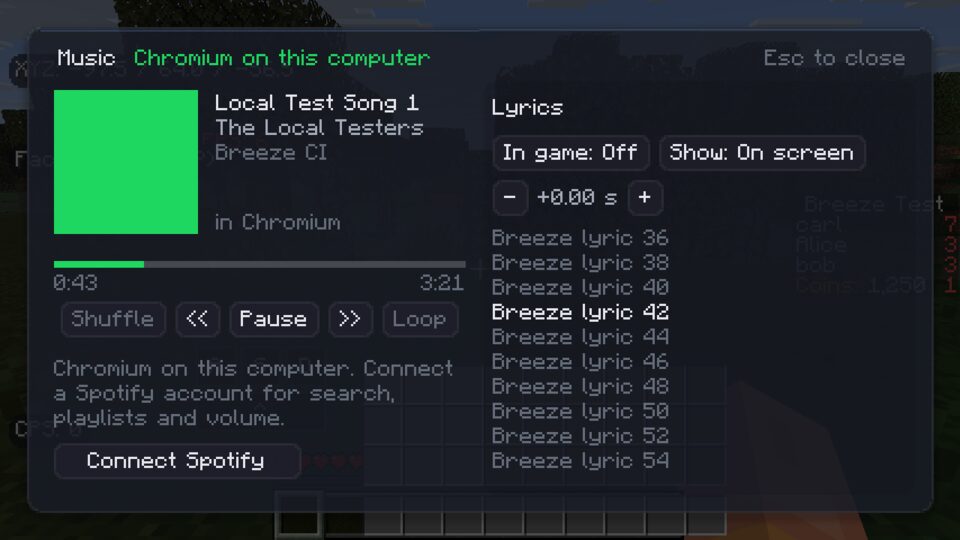 Music Chromium on this computer
Esc to close
Local Test Song 1
The Local Testers
Breeze CI
in Chromium
0:43
3:21
Shuffle
<<
Pause
>>
Loop
Chromium on this computer. Connect
a Spotify account for search,
playlists and volume.
Connect Spotify
Lyrics
In game: Off
Show: On screen
- +0.00 s +
Breeze lyric 36
Breeze lyric 38
Breeze lyric 40
Breeze lyric 42
Breeze lyric 44
Breeze lyric 46
Breeze lyric 48
Breeze lyric 50
Breeze lyric 52
Breeze lyric 54
Breeze Test
carl 7
Alice 3
bob 3
Coins: 1,250 1